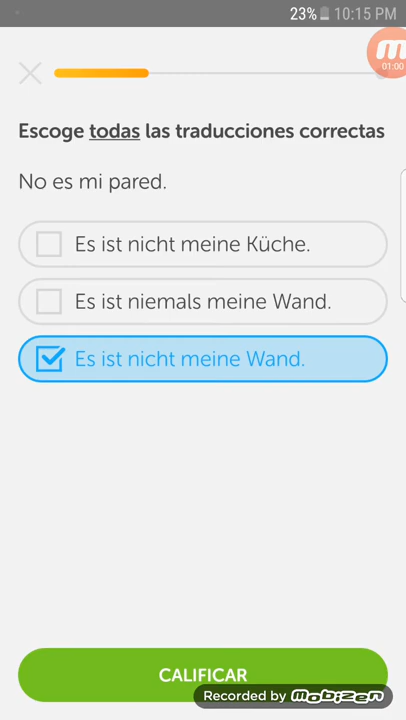 23% 10:15 PM
01:00
Escoge todas las traducciones correctas
No es mi pared.
Es ist nicht meine Küche.
Es ist niemals meine Wand.
Es ist nicht meine Wand.
CALIFICAR
Recorded by Mobizen